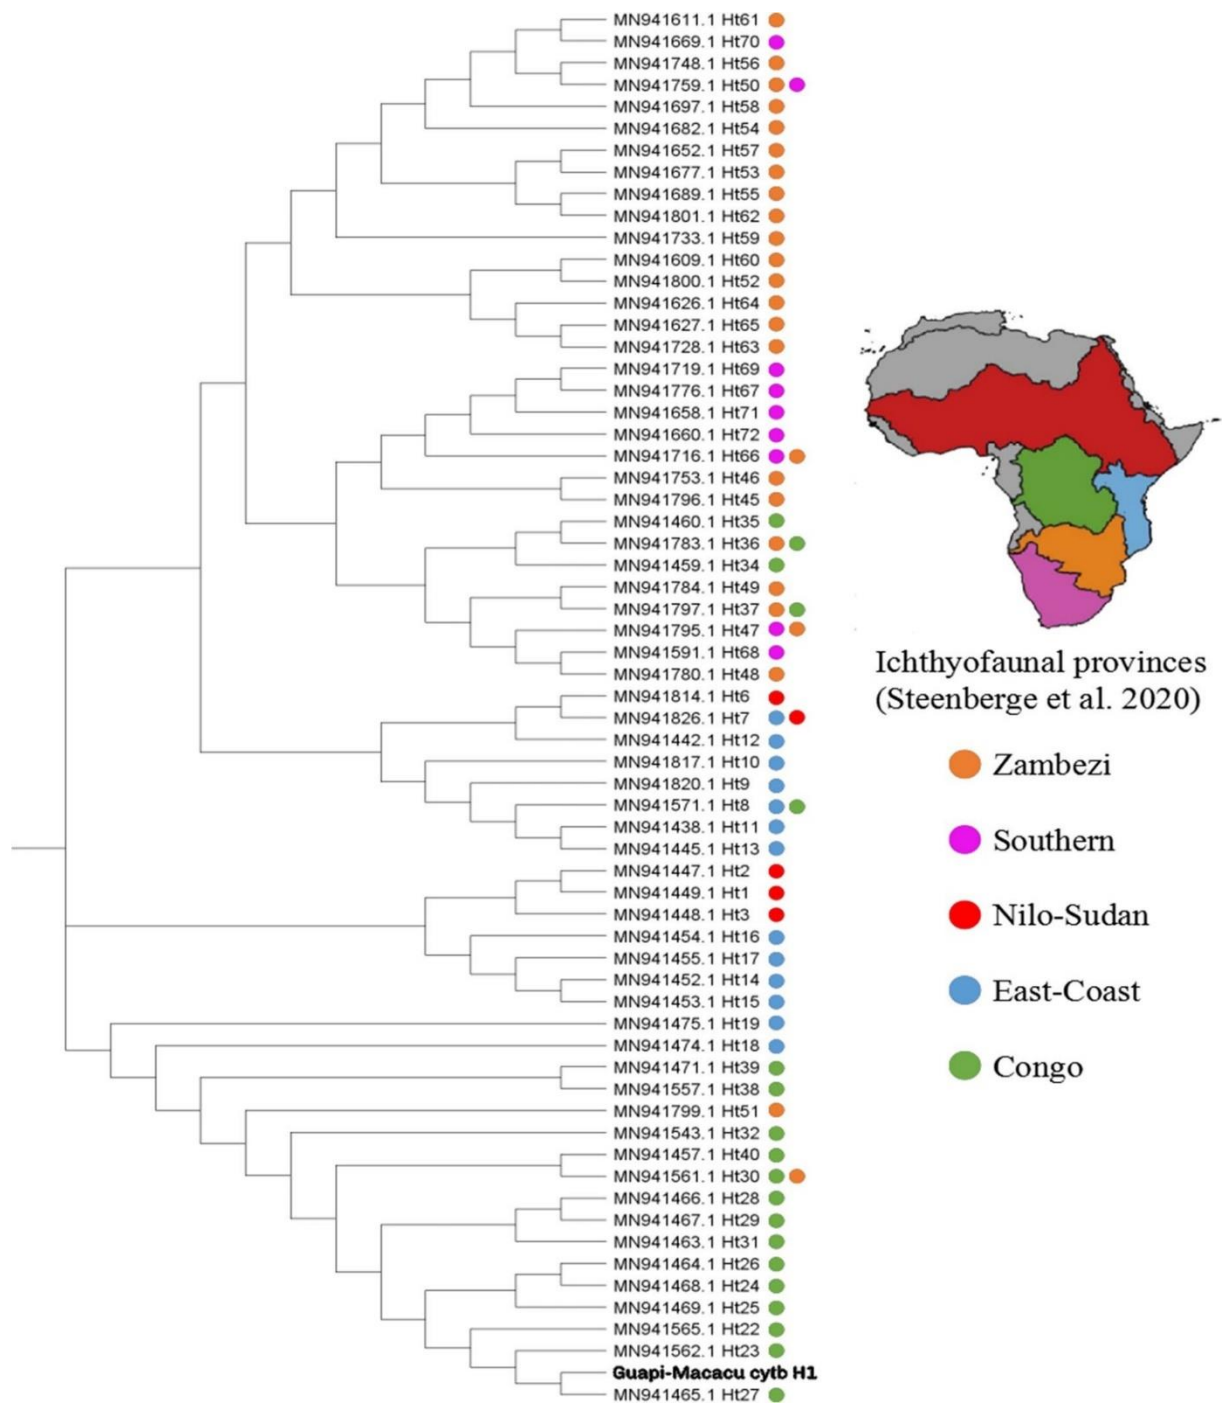 MN941611.1 Ht61
MN941669.1 Ht70
MN941748.1 Ht56
MN941759.1 Ht50
MN941697.1 Ht58
MN941682.1 Ht54
MN941652.1 Ht57
MN941677.1 Ht53
MN941689.1 Ht55
MN941801.1 Ht62
MN941733.1 Ht59
MN941609.1 Ht60
MN941800.1 Ht52
MN941626.1 Ht64
MN941627.1 Ht65
MN941728.1 Ht63
MN941719.1 Ht69
MN941776.1 Ht67
MN941658.1 Ht71
MN941660.1 Ht72
MN941716.1 Ht66
MN941753.1 Ht46
MN941796.1 Ht45
MN941460.1 Ht35
MN941783.1 Ht36
MN941459.1 Ht34
MN941784.1 Ht49
MN941797.1 Ht37
MN941795.1 Ht47
MN941591.1 Ht68
MN941780.1 Ht48
MN941814.1 Ht6
MN941826.1 Ht7
MN941442.1 Ht12
MN941817.1 Ht10
MN941820.1 Ht9
MN941571.1 Ht8
MN941438.1 Ht11
MN941445.1 Ht13
MN941447.1 Ht2
MN941449.1 Ht1
MN941448.1 Ht3
MN941454.1 Ht16
MN941455.1 Ht17
MN941452.1 Ht14
MN941453.1 Ht15
MN941475.1 Ht19
MN941474.1 Ht18
MN941471.1 Ht39
MN941557.1 Ht38
MN941799.1 Ht51
MN941543.1 Ht32
MN941457.1 Ht40
MN941561.1 Ht30
MN941466.1 Ht28
MN941467.1 Ht29
MN941463.1 Ht31
MN941464.1 Ht26
MN941468.1 Ht24
MN941469.1 Ht25
MN941565.1 Ht22
MN941562.1 Ht23
Guapi-Macacu cytb H1
MN941465.1 Ht27
Ichthyofaunal provinces
(Steenberge et al. 2020)
Zambezi
Southern
Nilo-Sudan
East-Coast
Congo